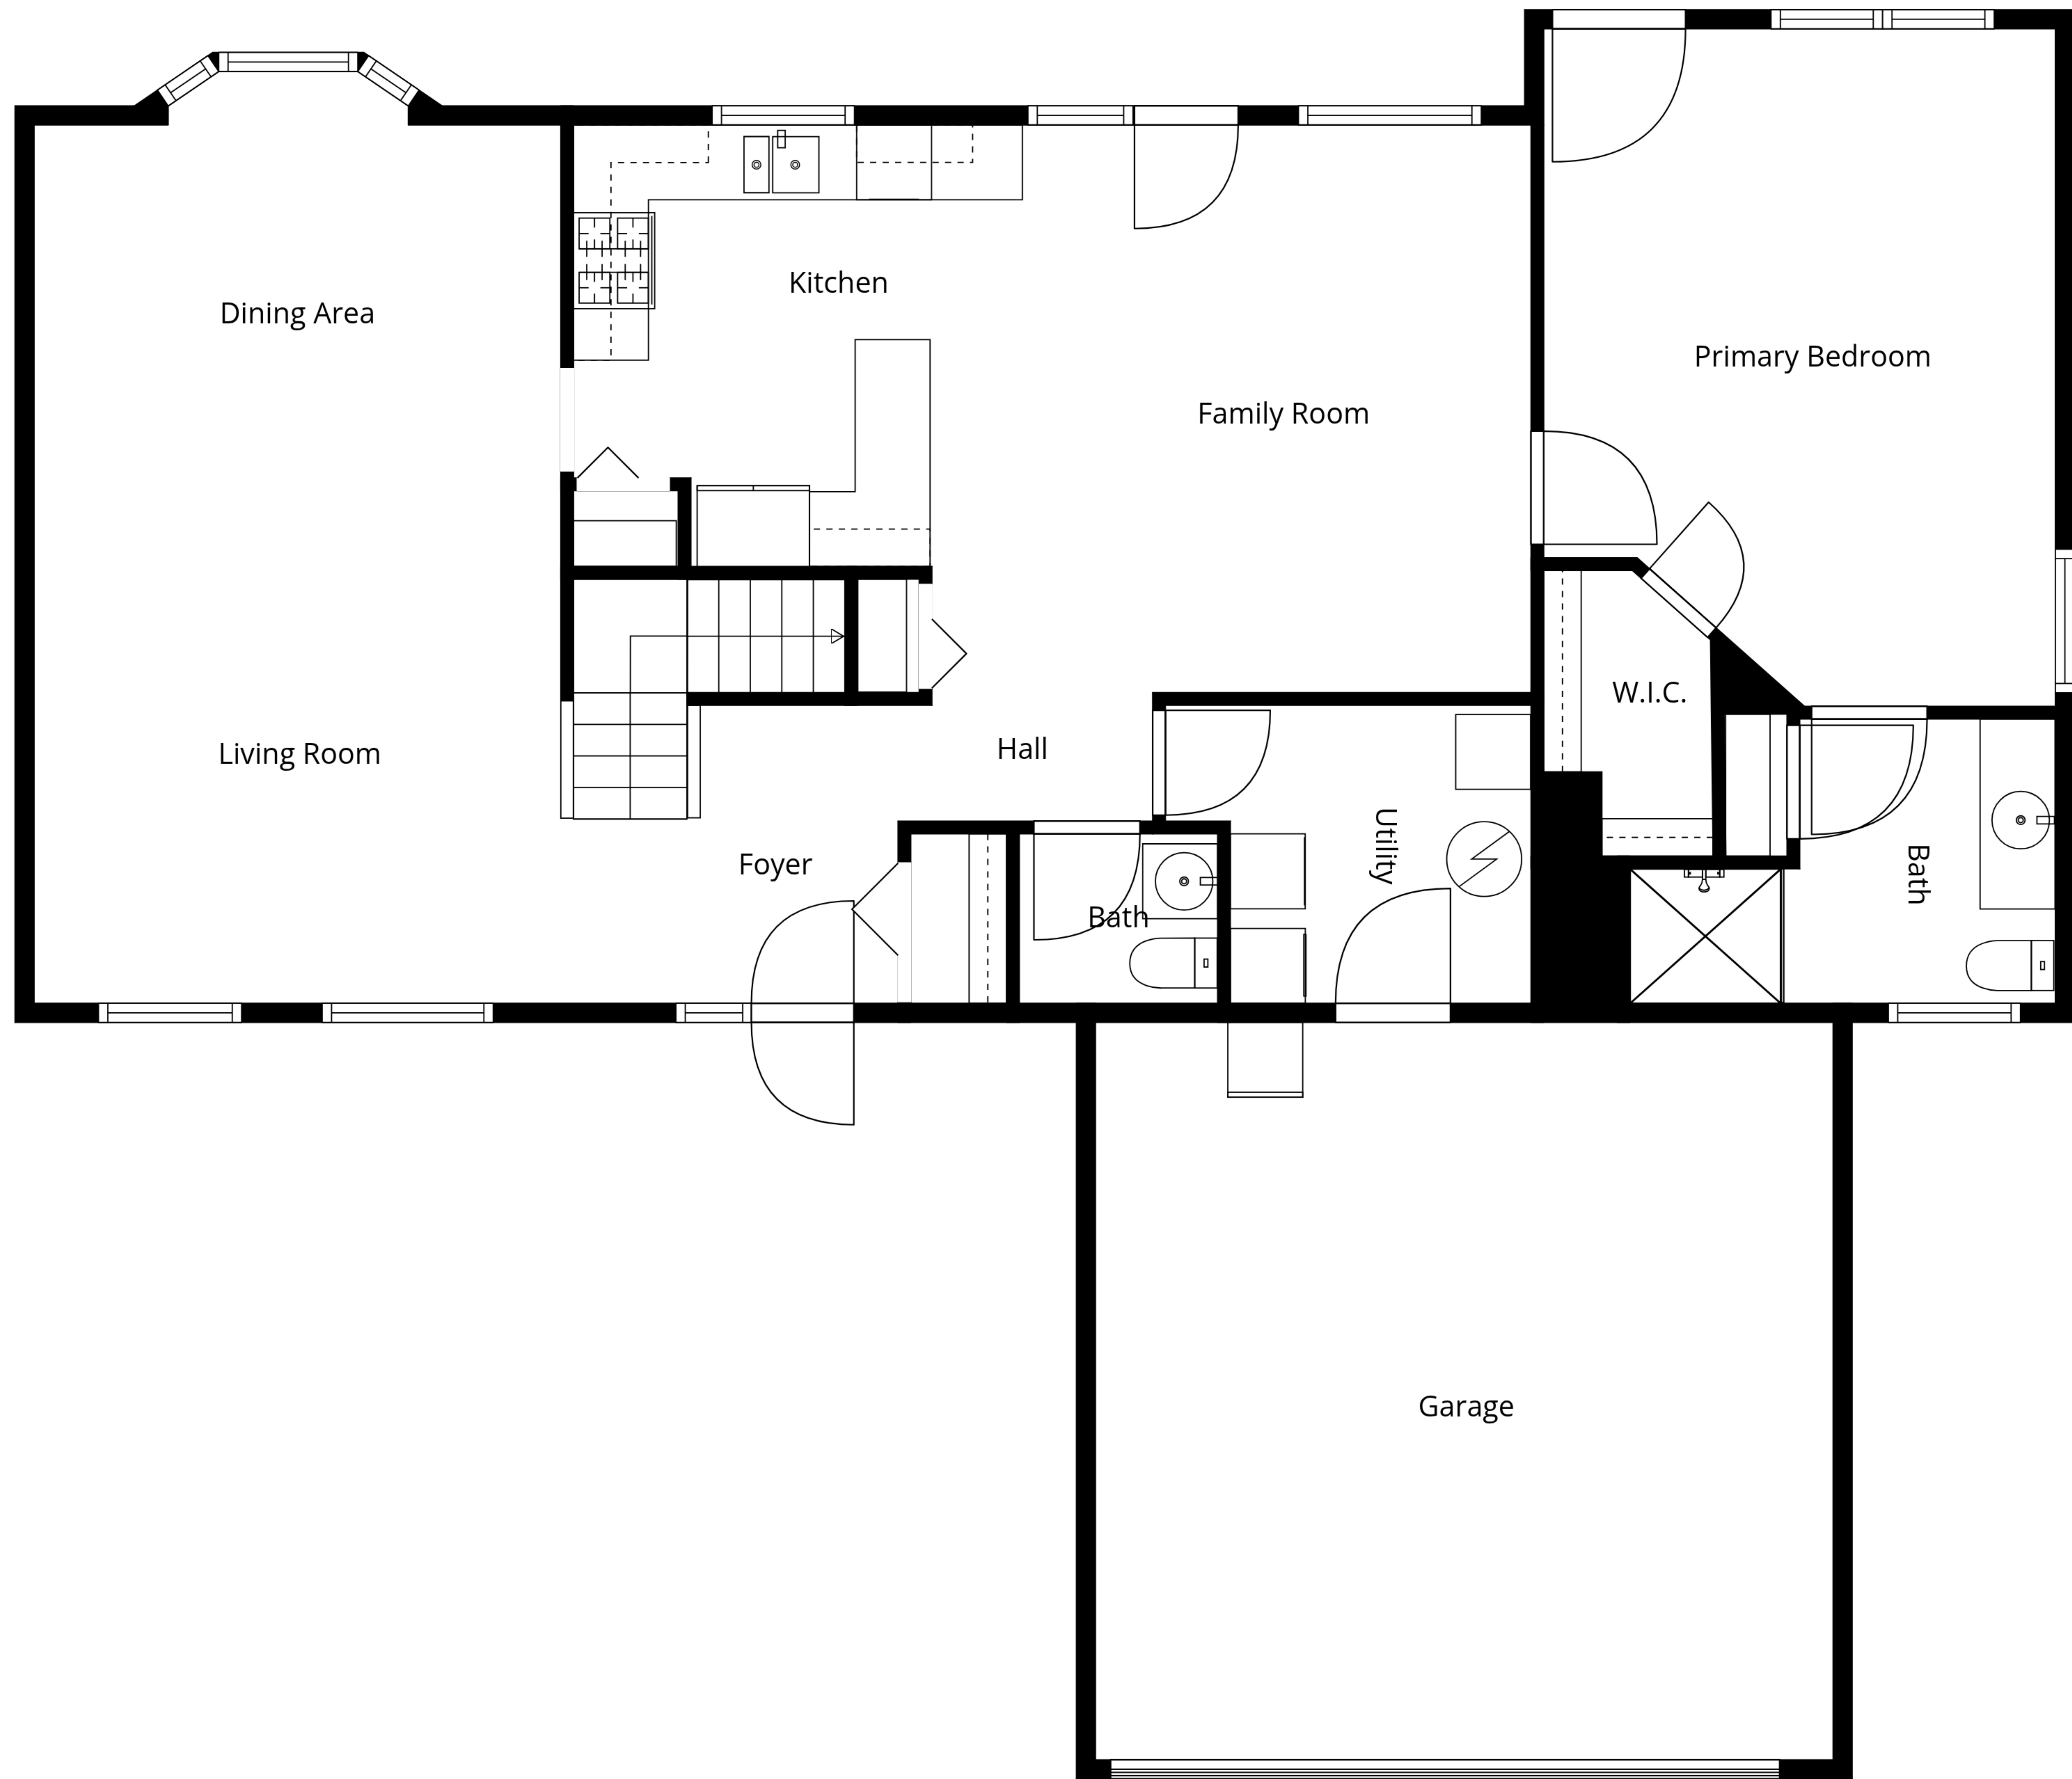 Dining Area
Kitchen
Primary Bedroom
Family Room
W.I.C.
Living Room
Hall
Utility
Foyer
Bath
Bath
Garage